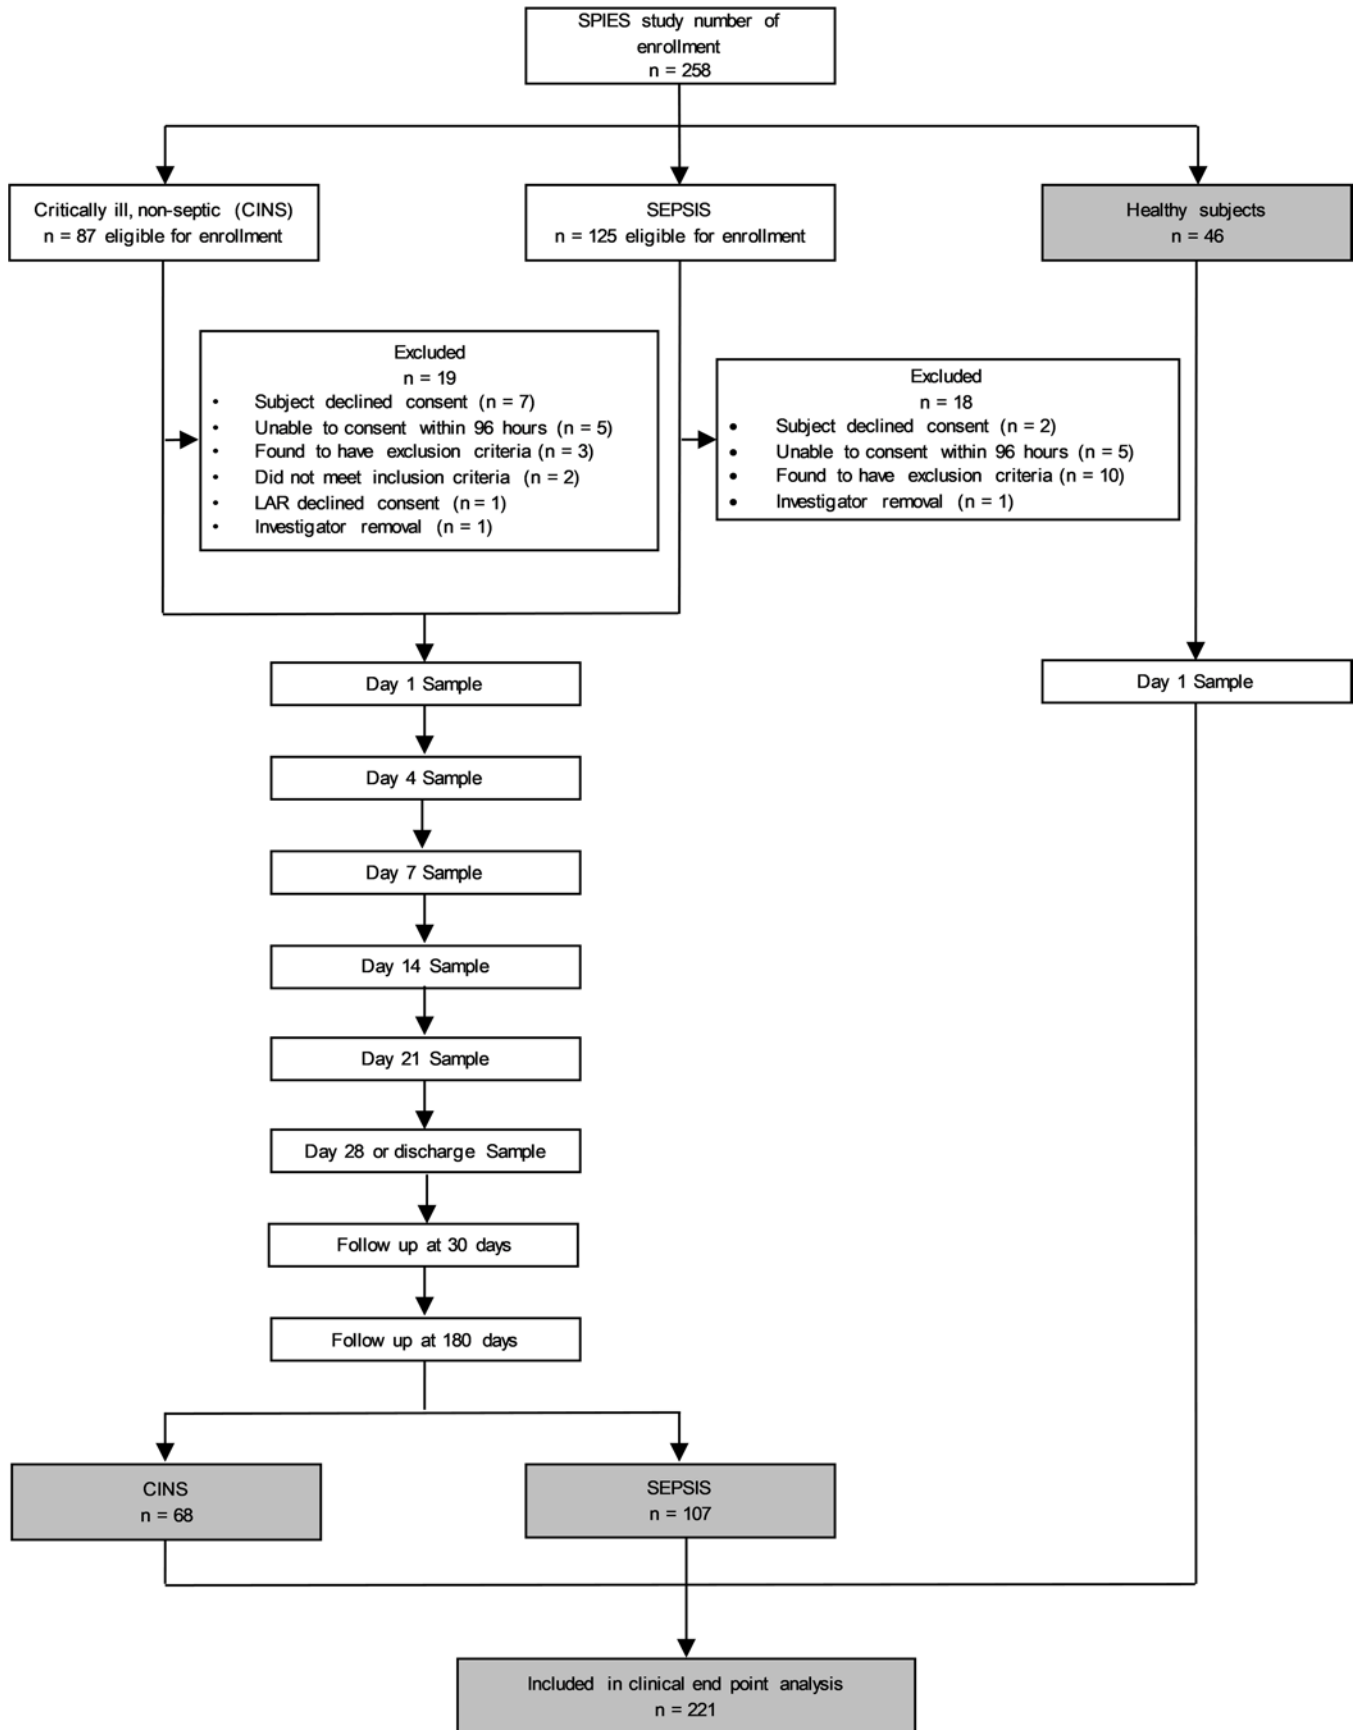 SPIES study number of
enrollment
n = 258
Critically ill, non-septic (CINS)
n = 87 eligible for enrollment
SEPSIS
n = 125 eligible for enrollment
Healthy subjects
n = 46
Excluded
n = 19
• Subject declined consent (n = 7)
• Unable to consent within 96 hours (n = 5)
• Found to have exclusion criteria (n = 3)
• Did not meet inclusion criteria (n = 2)
• LAR declined consent (n = 1)
• Investigator removal (n = 1)
Excluded
n = 18
• Subject declined consent (n = 2)
• Unable to consent within 96 hours (n = 5)
• Found to have exclusion criteria (n = 10)
• Investigator removal (n = 1)
Day 1 Sample
Day 1 Sample
Day 4 Sample
Day 7 Sample
Day 14 Sample
Day 21 Sample
Day 28 or discharge Sample
Follow up at 30 days
Follow up at 180 days
CINS
n = 68
SEPSIS
n = 107
Included in clinical end point analysis
n = 221